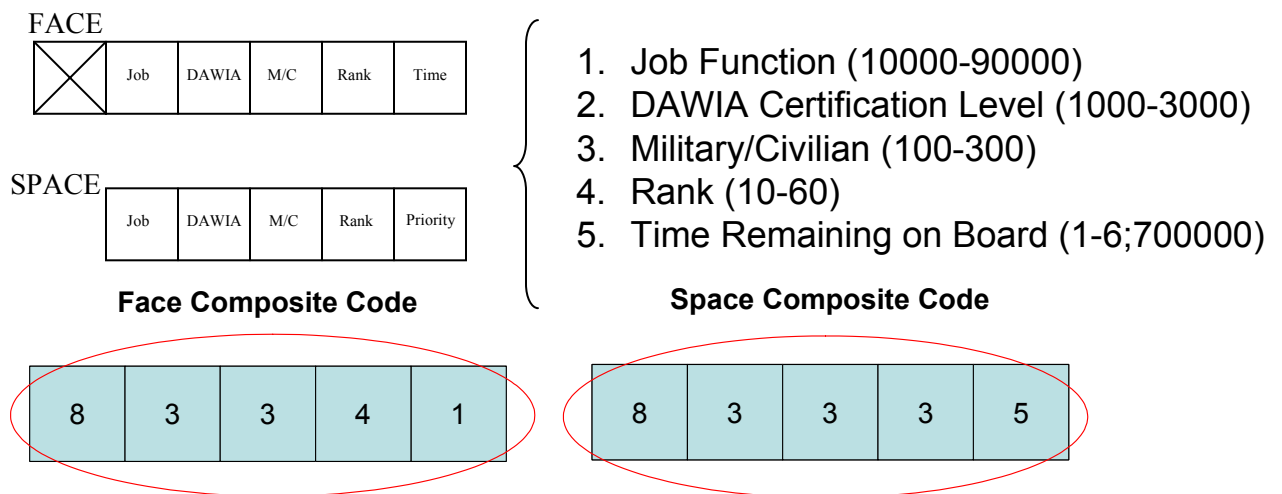 FACE
Job DAWIA M/C Rank Time
SPACE
Job DAWIA M/C Rank Priority
1. Job Function (10000-90000)
2. DAWIA Certification Level (1000-3000)
3. Military/Civilian (100-300)
4. Rank (10-60)
5. Time Remaining on Board (1-6;700000)
Face Composite Code
8 3 3 4 1
Space Composite Code
8 3 3 3 5